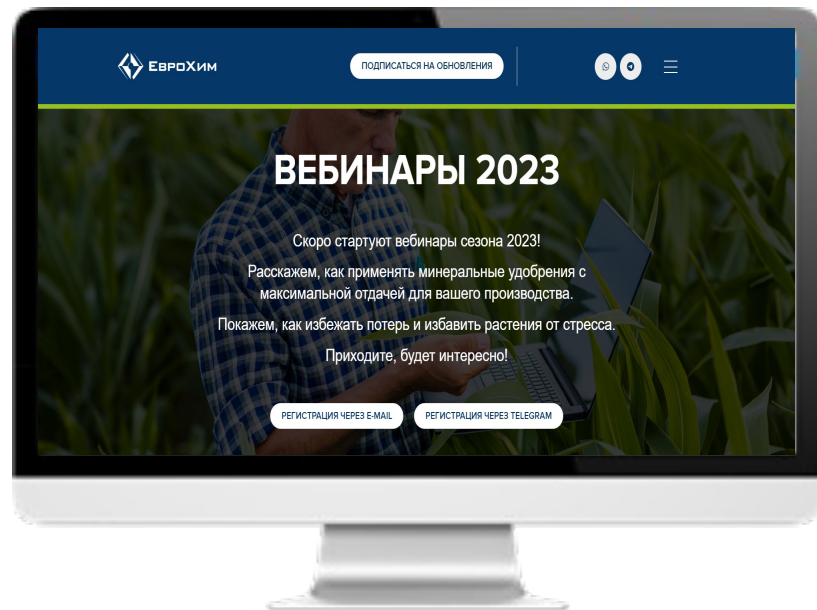 ЕвроХим
ПОДПИСАТЬСЯ НА ОБНОВЛЕНИЯ
ВЕБИНАРЫ 2023
Скоро стартуют вебинары сезона 2023!
Расскажем, как применять минеральные удобрения с
максимальной отдачей для вашего производства.
Покажем, как избежать потерь и избавить растения от стресса.
Приходите, будет интересно!
РЕГИСТРАЦИЯ ЧЕРЕЗ E-MAIL
РЕГИСТРАЦИЯ ЧЕРЕЗ TELEGRAM